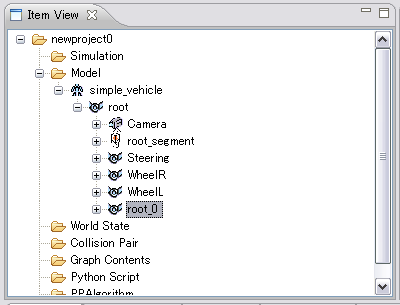 Item View
newproject0
Simulation
Model
simple_vehicle
root
Camera
root_segment
Steering
WheelR
WheelL
root_0
World State
Collision Pair
Graph Contents
Python Script
PPAlgorithm